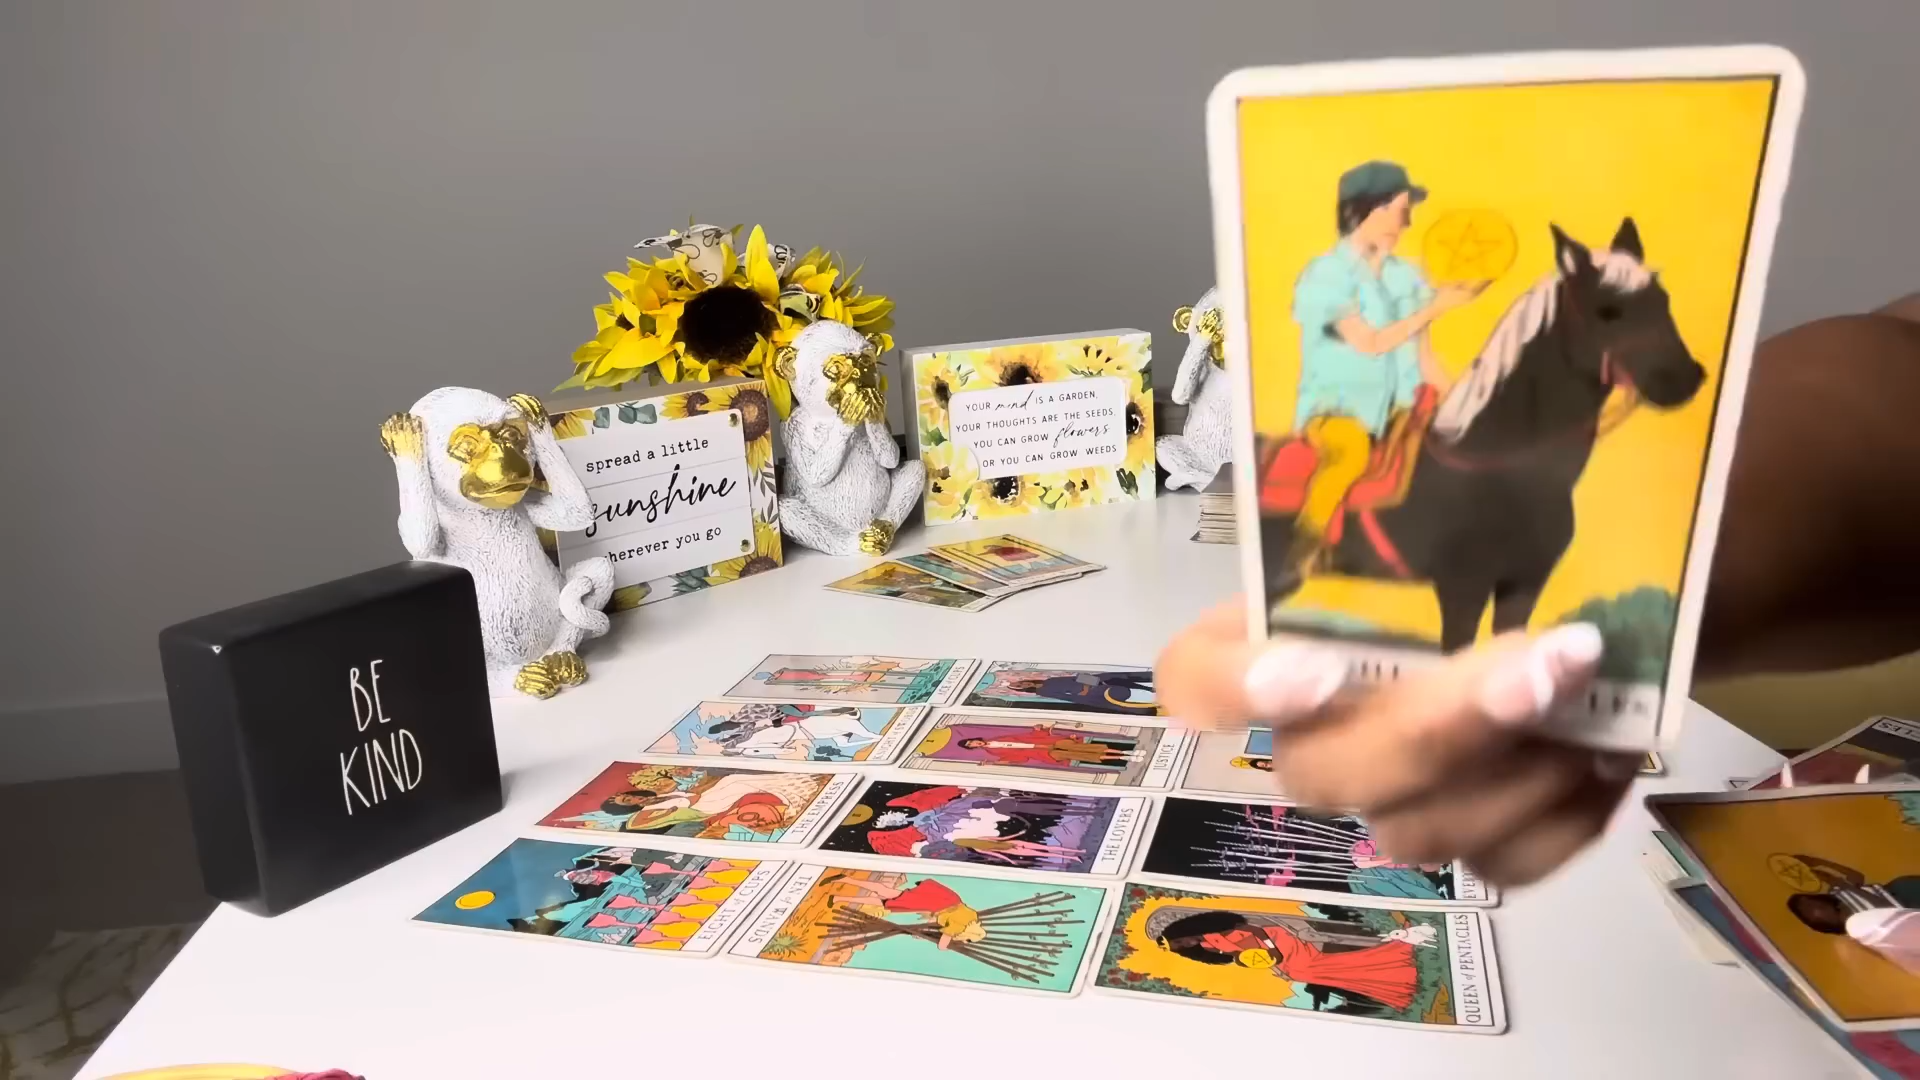 spread a little
sunshine
wherever you go
YOUR mind IS A GARDEN,
YOUR THOUGHTS ARE THE SEEDS,
YOU CAN GROW flowers
OR YOU CAN GROW WEEDS
BE
KIND
JUSTICE
THE EMPRESS
THE LOVERS
EIGHT of CUPS
TEN of WANDS
QUEEN of PENTACLES